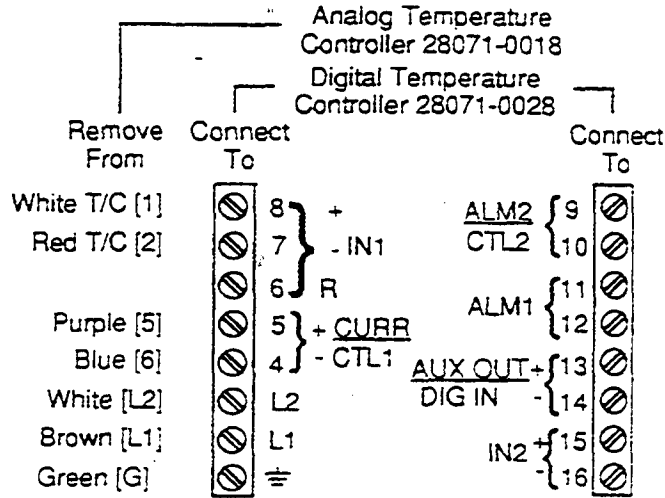 Analog Temperature
Controller 28071-0018
Digital Temperature
Controller 28071-0028
Remove From
Connect To
Connect To
White T/C [1] 8 +
Red T/C [2] 7 - IN1
6 R
Purple [5] 5 + CURR
Blue [6] 4 - CTL1
White [L2] L2
Brown [L1] L1
Green [G]
ALM2 9
CTL2 10
ALM1 11
12
AUX OUT + 13
DIG IN - 14
IN2 + 15
- 16